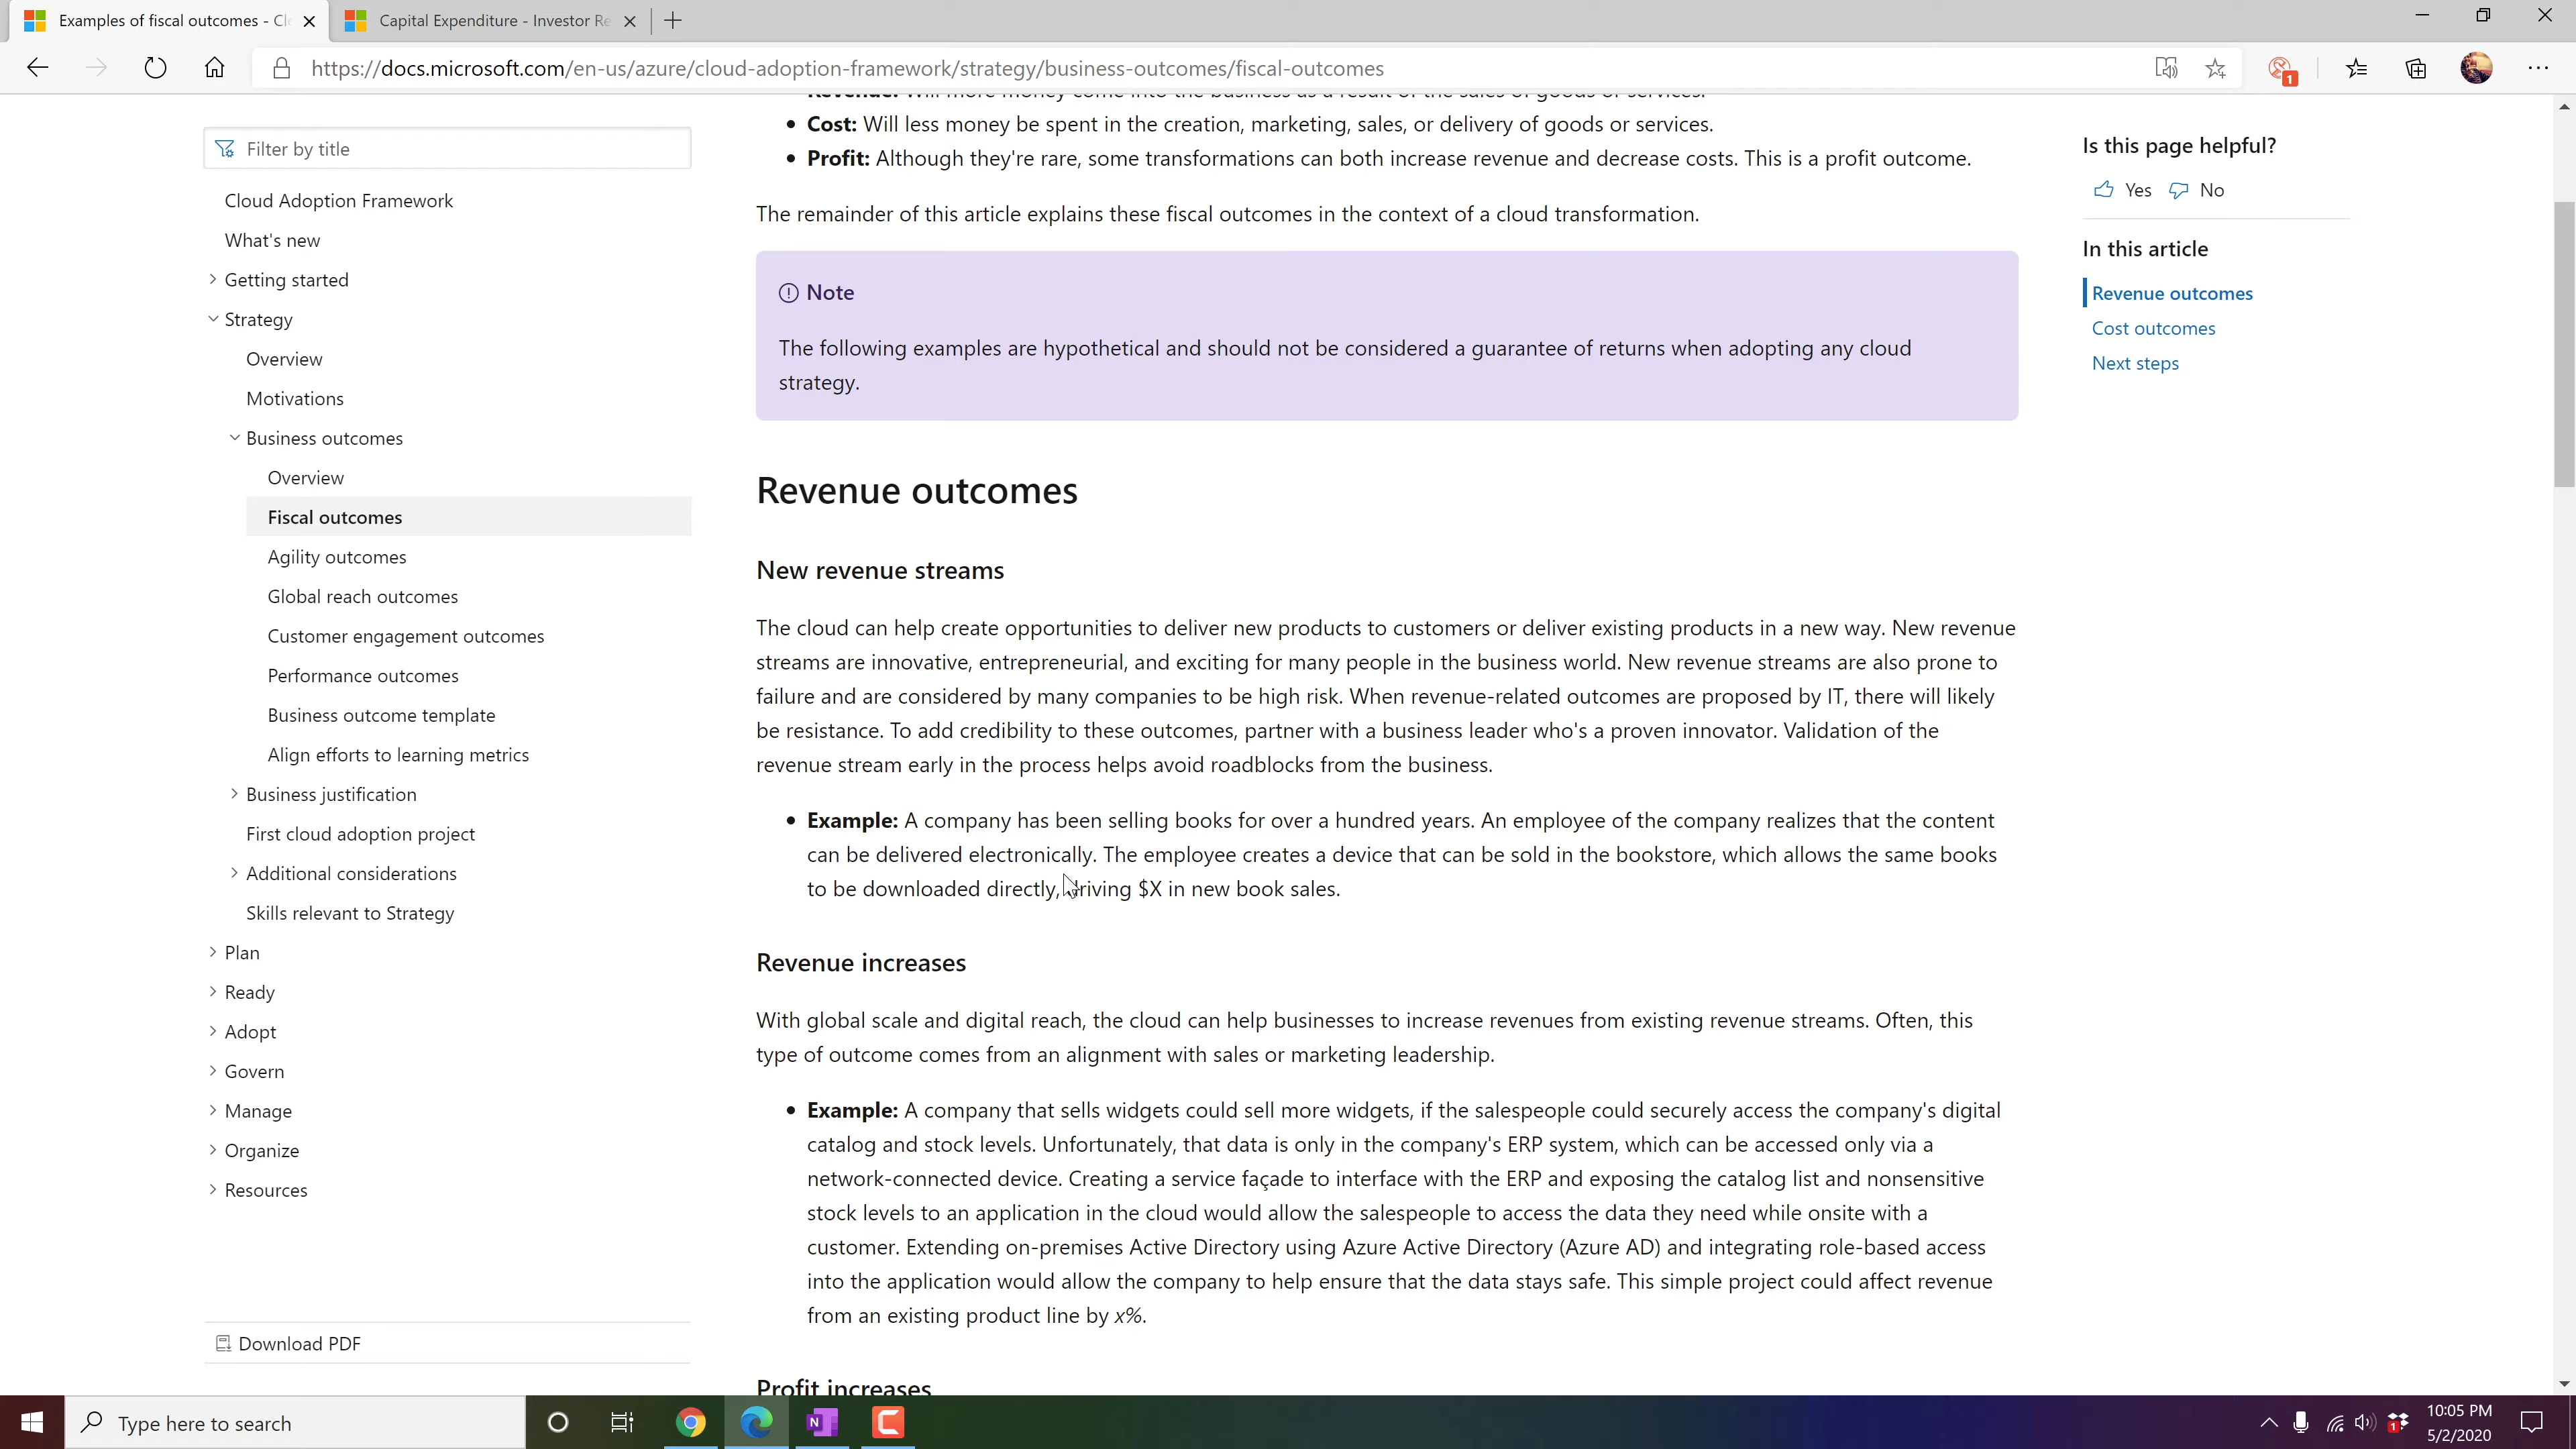 Examples of fiscal outcomes - Cl
Capital Expenditure - Investor Re
https://docs.microsoft.com/en-us/azure/cloud-adoption-framework/strategy/business-outcomes/fiscal-outcomes
1
Filter by title
Cloud Adoption Framework
What's new
Getting started
Strategy
Overview
Motivations
Business outcomes
Overview
Fiscal outcomes
Agility outcomes
Global reach outcomes
Customer engagement outcomes
Performance outcomes
Business outcome template
Align efforts to learning metrics
Business justification
First cloud adoption project
Additional considerations
Skills relevant to Strategy
Plan
Ready
Adopt
Govern
Manage
Organize
Resources
Download PDF
Revenue: Will more money come into the business as a result of the sales of goods or services.
• Cost: Will less money be spent in the creation, marketing, sales, or delivery of goods or services.
• Profit: Although they're rare, some transformations can both increase revenue and decrease costs. This is a profit outcome.
The remainder of this article explains these fiscal outcomes in the context of a cloud transformation.
Note
The following examples are hypothetical and should not be considered a guarantee of returns when adopting any cloud
strategy.
Revenue outcomes
New revenue streams
The cloud can help create opportunities to deliver new products to customers or deliver existing products in a new way. New revenue
streams are innovative, entrepreneurial, and exciting for many people in the business world. New revenue streams are also prone to
failure and are considered by many companies to be high risk. When revenue-related outcomes are proposed by IT, there will likely
be resistance. To add credibility to these outcomes, partner with a business leader who's a proven innovator. Validation of the
revenue stream early in the process helps avoid roadblocks from the business.
• Example: A company has been selling books for over a hundred years. An employee of the company realizes that the content
can be delivered electronically. The employee creates a device that can be sold in the bookstore, which allows the same books
to be downloaded directly, driving $X in new book sales.
Revenue increases
With global scale and digital reach, the cloud can help businesses to increase revenues from existing revenue streams. Often, this
type of outcome comes from an alignment with sales or marketing leadership.
• Example: A company that sells widgets could sell more widgets, if the salespeople could securely access the company's digital
catalog and stock levels. Unfortunately, that data is only in the company's ERP system, which can be accessed only via a
network-connected device. Creating a service façade to interface with the ERP and exposing the catalog list and nonsensitive
stock levels to an application in the cloud would allow the salespeople to access the data they need while onsite with a
customer. Extending on-premises Active Directory using Azure Active Directory (Azure AD) and integrating role-based access
into the application would allow the company to help ensure that the data stays safe. This simple project could affect revenue
from an existing product line by x%.
Profit increases
Is this page helpful?
Yes No
In this article
Revenue outcomes
Cost outcomes
Next steps
Type here to search
N
1
10:05 PM
5/2/2020